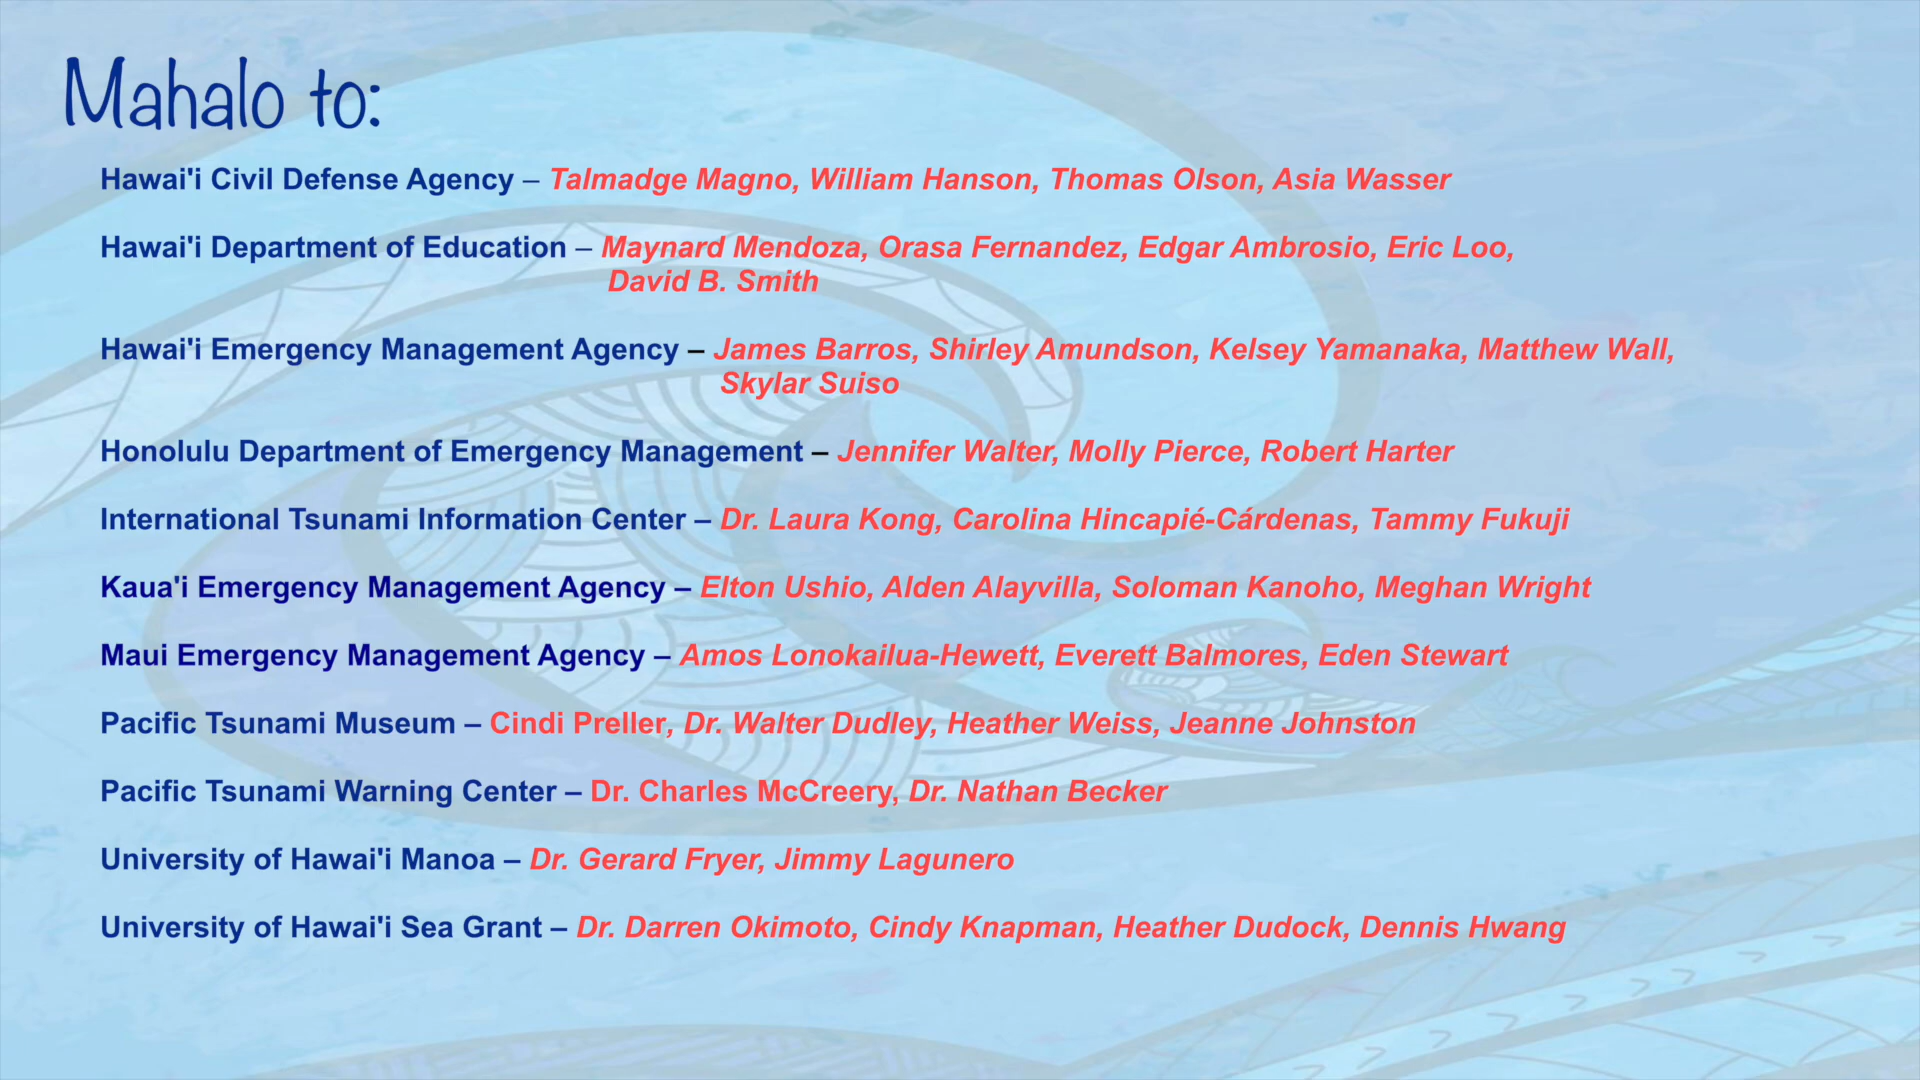 Mahalo to:
Hawai'i Civil Defense Agency – Talmadge Magno, William Hanson, Thomas Olson, Asia Wasser
Hawai'i Department of Education – Maynard Mendoza, Orasa Fernandez, Edgar Ambrosio, Eric Loo,
David B. Smith
Hawai'i Emergency Management Agency – James Barros, Shirley Amundson, Kelsey Yamanaka, Matthew Wall,
Skylar Suiso
Honolulu Department of Emergency Management – Jennifer Walter, Molly Pierce, Robert Harter
International Tsunami Information Center – Dr. Laura Kong, Carolina Hincapié-Cárdenas, Tammy Fukuji
Kaua'i Emergency Management Agency – Elton Ushio, Alden Alayvilla, Soloman Kanoho, Meghan Wright
Maui Emergency Management Agency – Amos Lonokailua-Hewett, Everett Balmores, Eden Stewart
Pacific Tsunami Museum – Cindi Preller, Dr. Walter Dudley, Heather Weiss, Jeanne Johnston
Pacific Tsunami Warning Center – Dr. Charles McCreery, Dr. Nathan Becker
University of Hawai'i Manoa – Dr. Gerard Fryer, Jimmy Lagunero
University of Hawai'i Sea Grant – Dr. Darren Okimoto, Cindy Knapman, Heather Dudock, Dennis Hwang